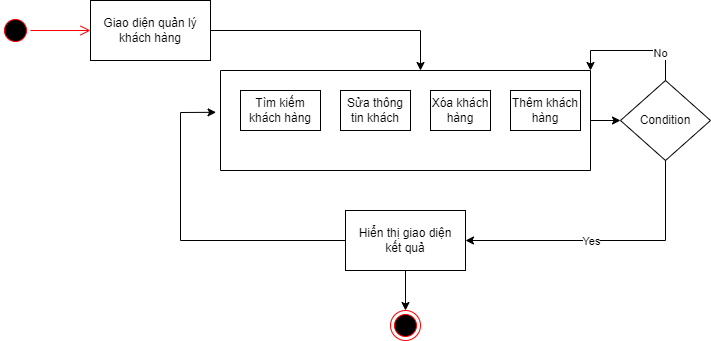 Giao diện quản lý
khách hàng
No
Tìm kiếm
khách hàng
Sửa thông
tin khách
Xóa khách
hàng
Thêm khách
hàng
Condition
Hiển thị giao diện
kết quả
Yes